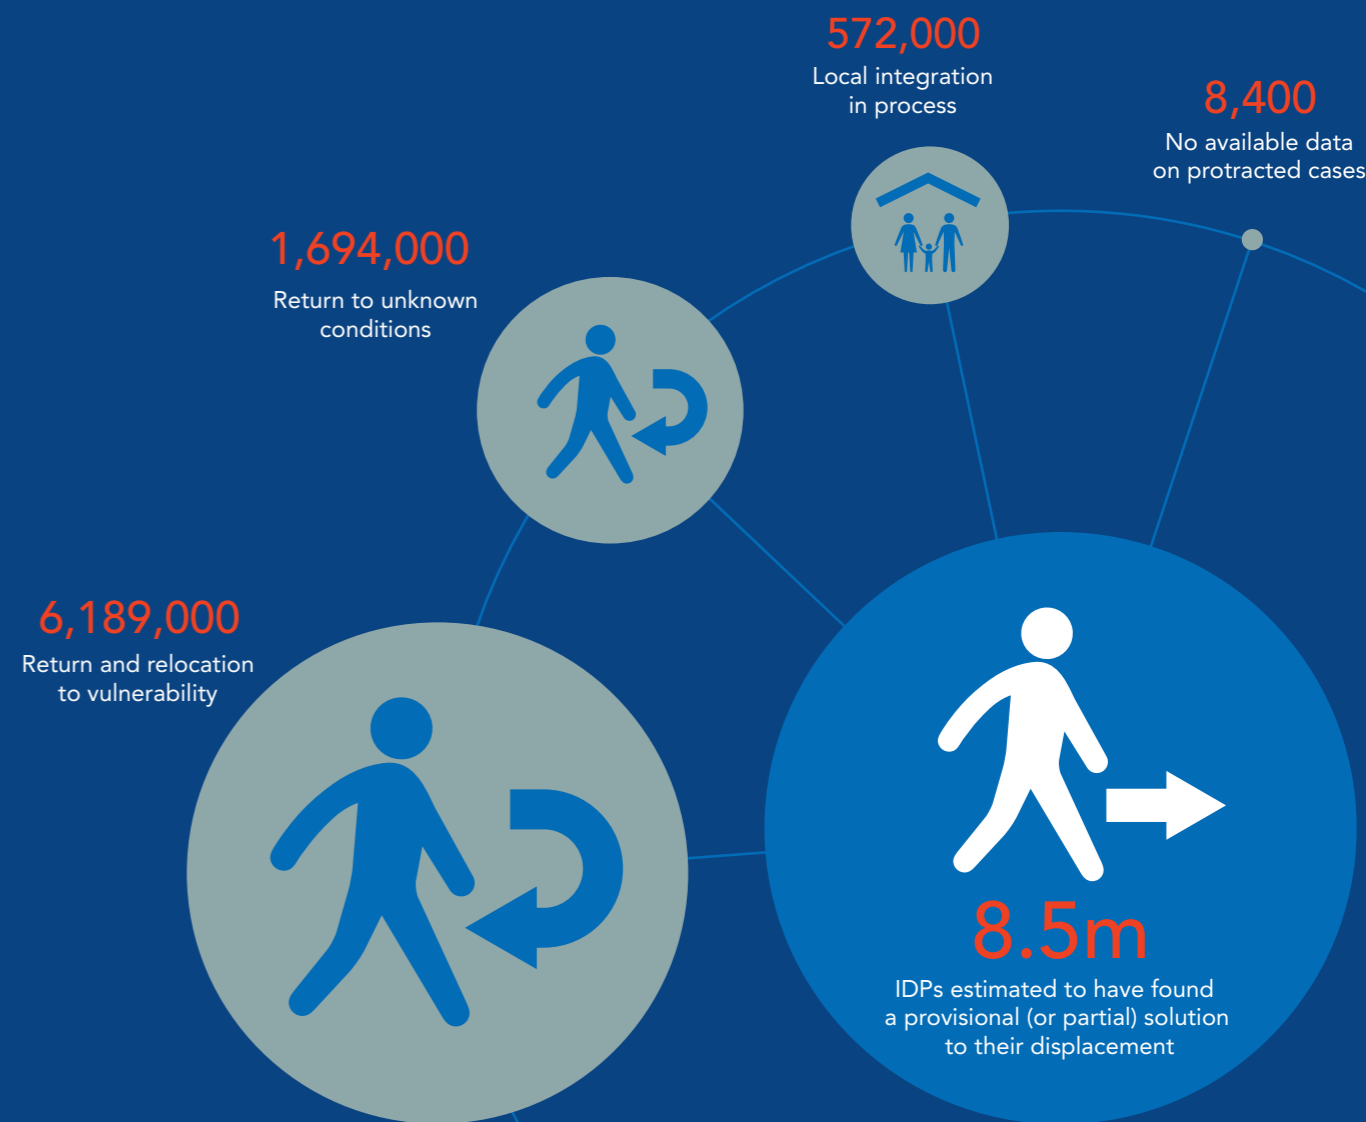 572,000
Local integration
in process
8,400
No available data
on protracted cases
1,694,000
Return to unknown
conditions
6,189,000
Return and relocation
to vulnerability
8.5m
IDPs estimated to have found
a provisional (or partial) solution
to their displacement